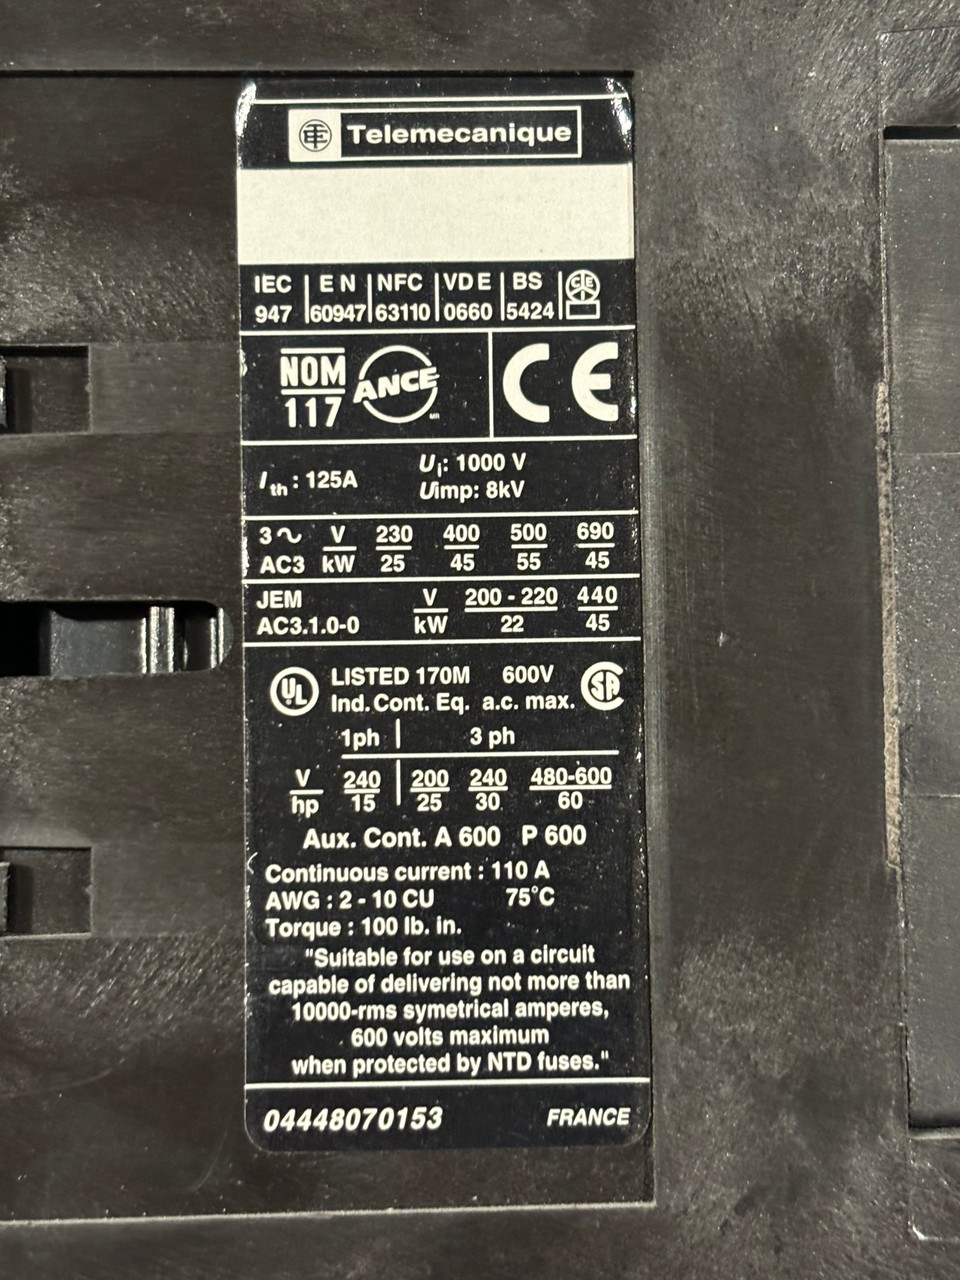 TE Telemecanique
IEC 947 | EN 60947 | NFC 63110 | VDE 0660 | BS 5424
NOM 117 ANCE CE
Ith : 125A Ui: 1000 V
Uimp: 8kV
3~ V 230 400 500 690
AC3 kW 25 45 55 45
JEM V 200 - 220 440
AC3.1.0-0 kW 22 45
UL LISTED 170M 600V SA
Ind. Cont. Eq. a.c. max.
1ph | 3 ph
V 240 | 200 240 480-600
hp 15 | 25 30 60
Aux. Cont. A 600 P 600
Continuous current : 110 A
AWG : 2 - 10 CU 75°C
Torque : 100 lb. in.
"Suitable for use on a circuit
capable of delivering not more than
10000-rms symetrical amperes,
600 volts maximum
when protected by NTD fuses."
04448070153 FRANCE